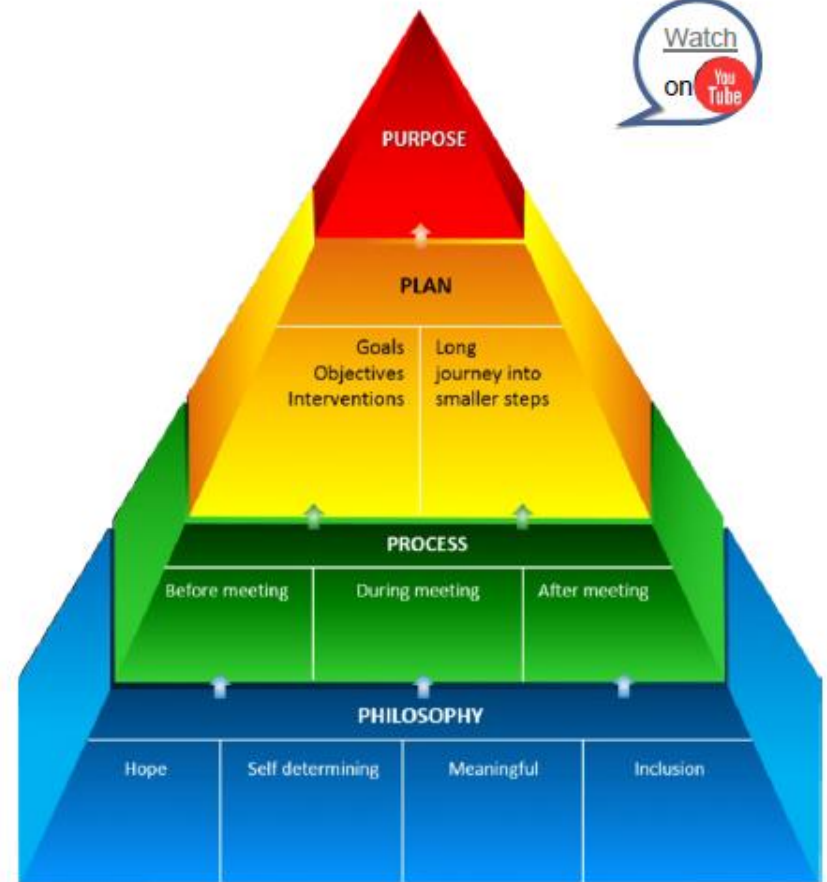 Watch
on You
Tube
PURPOSE
PLAN
Goals
Objectives
Interventions
Long
journey into
smaller steps
PROCESS
Before meeting
During meeting
After meeting
PHILOSOPHY
Hope
Self determining
Meaningful
Inclusion